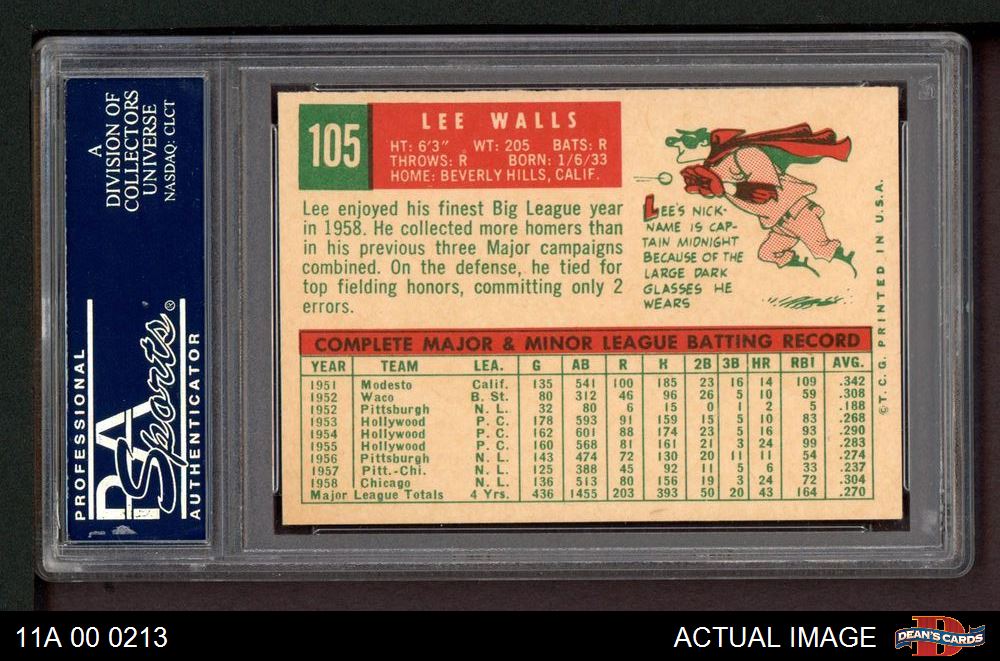 A
DIVISION OF
COLLECTORS
UNIVERSE
NASDAQ: CLCT
PROFESSIONAL
PSA
Sports®
AUTHENTICATOR
105
LEE WALLS
HT: 6'3" WT: 205 BATS: R
THROWS: R BORN: 1/6/33
HOME: BEVERLY HILLS, CALIF.
Lee enjoyed his finest Big League year
in 1958. He collected more homers than
in his previous three Major campaigns
combined. On the defense, he tied for
top fielding honors, committing only 2
errors.
LEE'S NICK-
NAME IS CAP-
TAIN MIDNIGHT
BECAUSE OF THE
LARGE DARK
GLASSES HE
WEARS
COMPLETE MAJOR & MINOR LEAGUE BATTING RECORD
YEAR TEAM LEA. G AB R H 2B 3B HR RBI AVG.
1951 Modesto Calif. 135 541 100 185 23 16 14 109 .342
1952 Waco B. St. 80 312 46 96 26 5 10 59 .308
1952 Pittsburgh N. L. 32 80 6 15 0 1 2 5 .188
1953 Hollywood P. C. 178 593 91 159 15 5 10 83 .268
1954 Hollywood P. C. 162 601 88 174 23 5 16 93 .290
1955 Hollywood P. C. 160 568 81 161 21 3 24 99 .283
1956 Pittsburgh N. L. 143 474 72 130 20 11 11 54 .274
1957 Pitt.-Chi. N. L. 125 388 45 92 11 5 6 33 .237
1958 Chicago N. L. 136 513 80 156 19 3 24 72 .304
Major League Totals 4 Yrs. 436 1455 203 393 50 20 43 164 .270
©T.C.G. PRINTED IN U.S.A.
11A 00 0213
ACTUAL IMAGE
DEAN'S CARDS